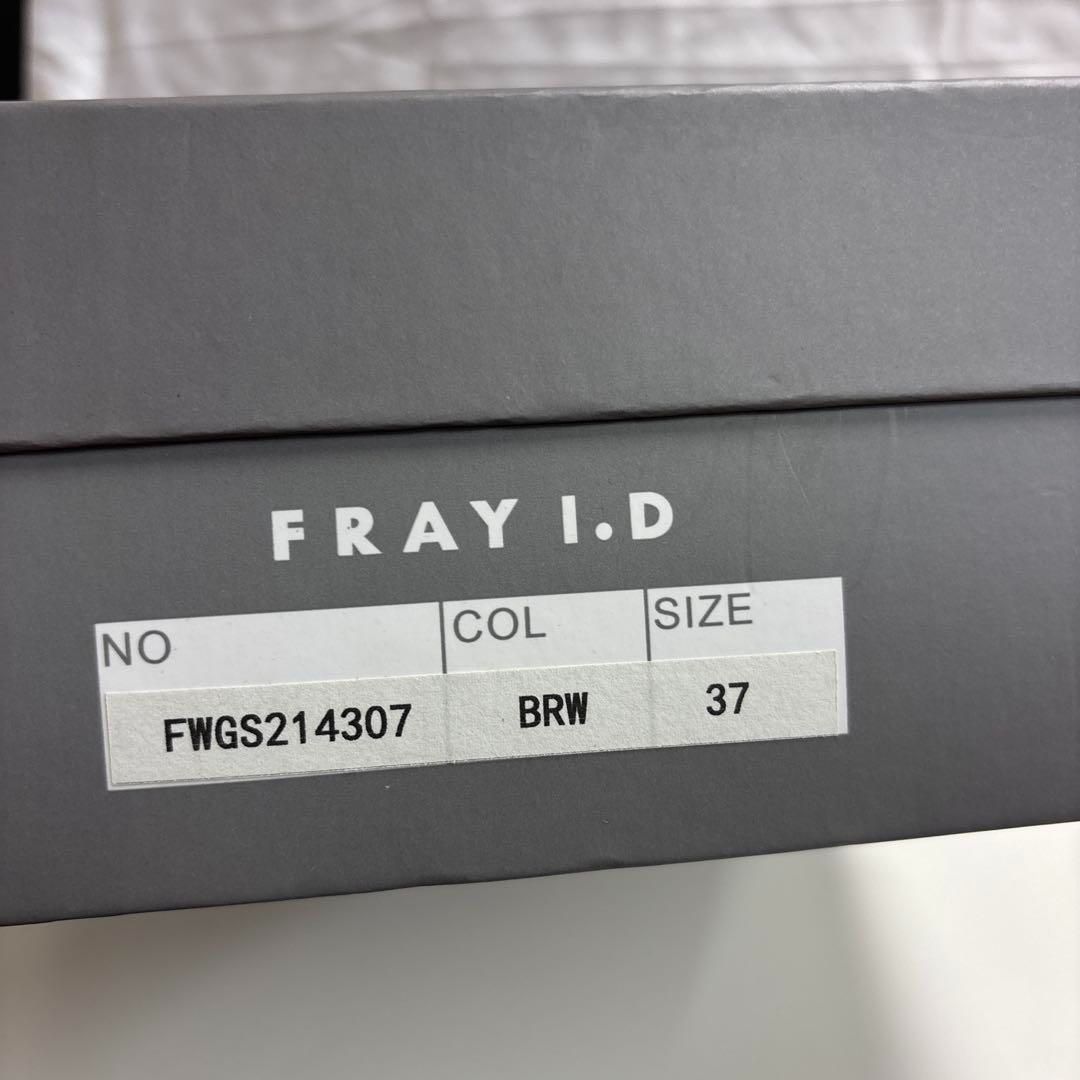 FRAY I.D
NO COL SIZE
FWGS214307 BRW 37